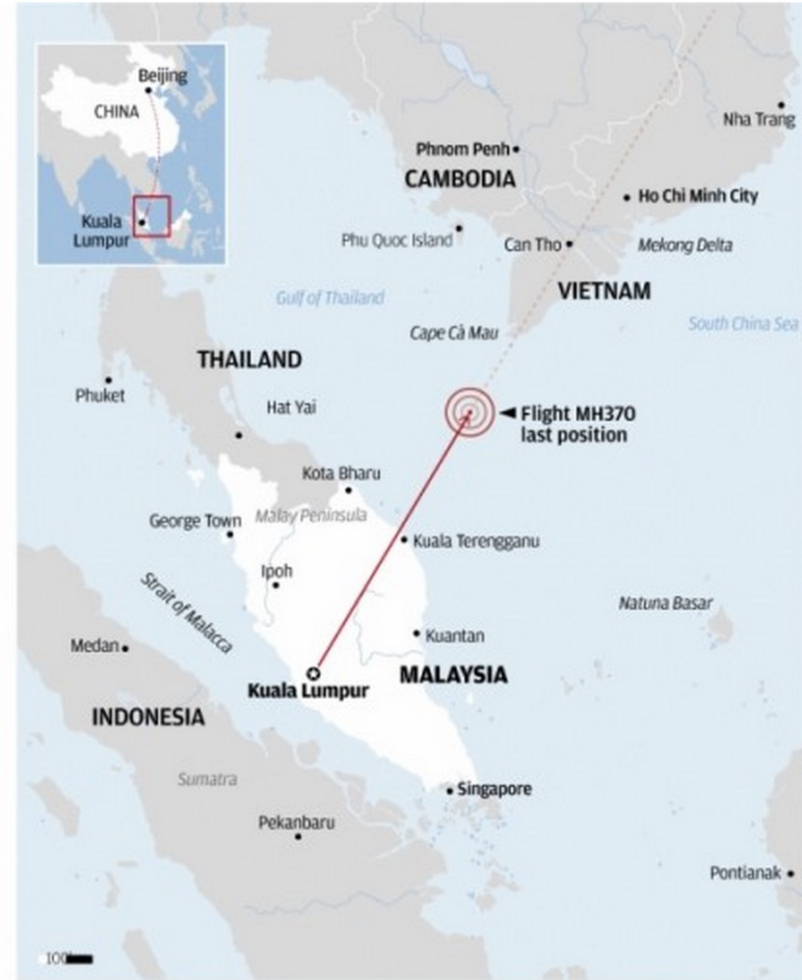 Beijing
CHINA
Kuala
Lumpur
Nha Trang
Phnom Penh
CAMBODIA
Ho Chi Minh City
Phu Quoc Island
Can Tho
Mekong Delta
VIETNAM
Gulf of Thailand
South China Sea
Cape Cà Mau
THAILAND
Phuket
Hat Yai
Flight MH370
last position
Kota Bharu
George Town
Malay Peninsula
Kuala Terengganu
Ipoh
Strait of Malacca
Natuna Basar
Kuantan
Medan
MALAYSIA
Kuala Lumpur
INDONESIA
Sumatra
Singapore
Pekanbaru
Pontianak
100